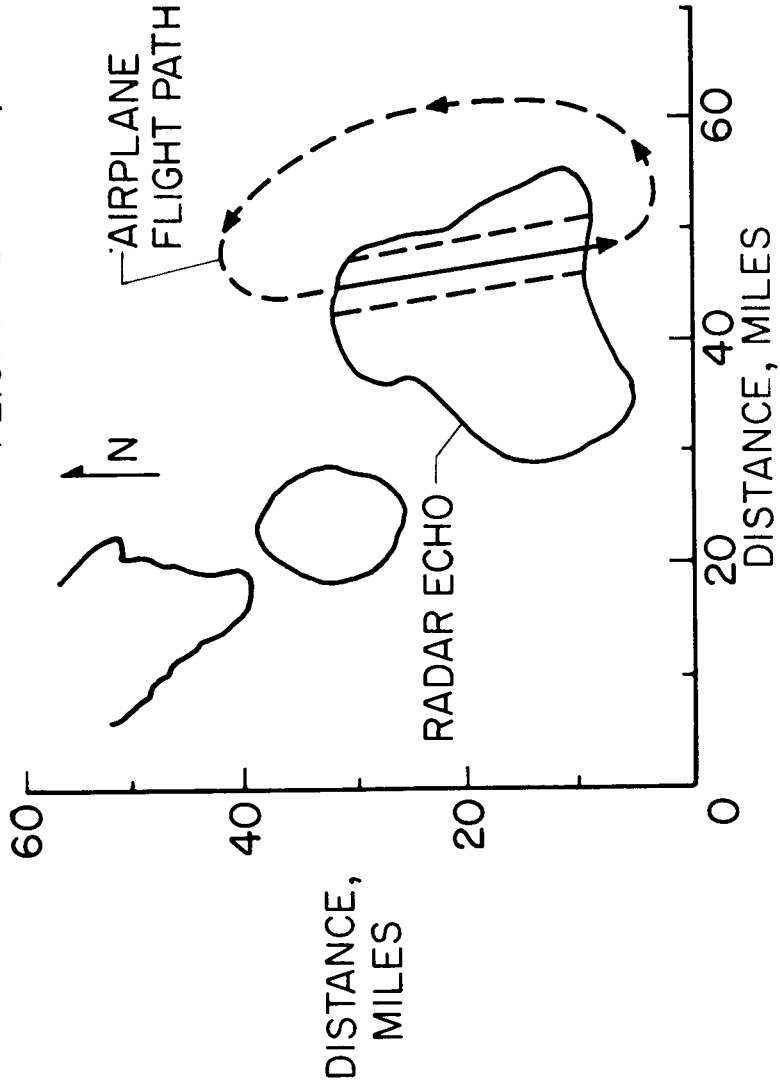 AIRPLANE
FLIGHT PATH
N
RADAR ECHO
60
40
20
0
20
40
60
DISTANCE,
MILES
DISTANCE, MILES